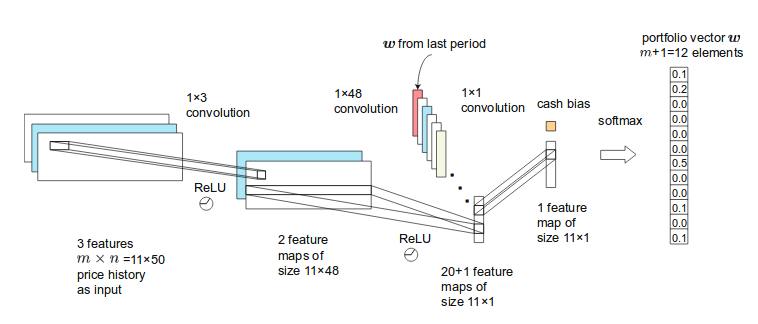 w from last period
portfolio vector w
m+1=12 elements
1×3
convolution
1×48
convolution
1×1
convolution
cash bias
softmax
0.1
0.2
0.0
0.0
0.0
0.0
0.5
0.0
0.0
0.1
0.0
0.1
ReLU
ReLU
3 features
m × n =11×50
price history
as input
2 feature
maps of
size 11×48
20+1 feature
maps of
size 11×1
1 feature
map of
size 11×1